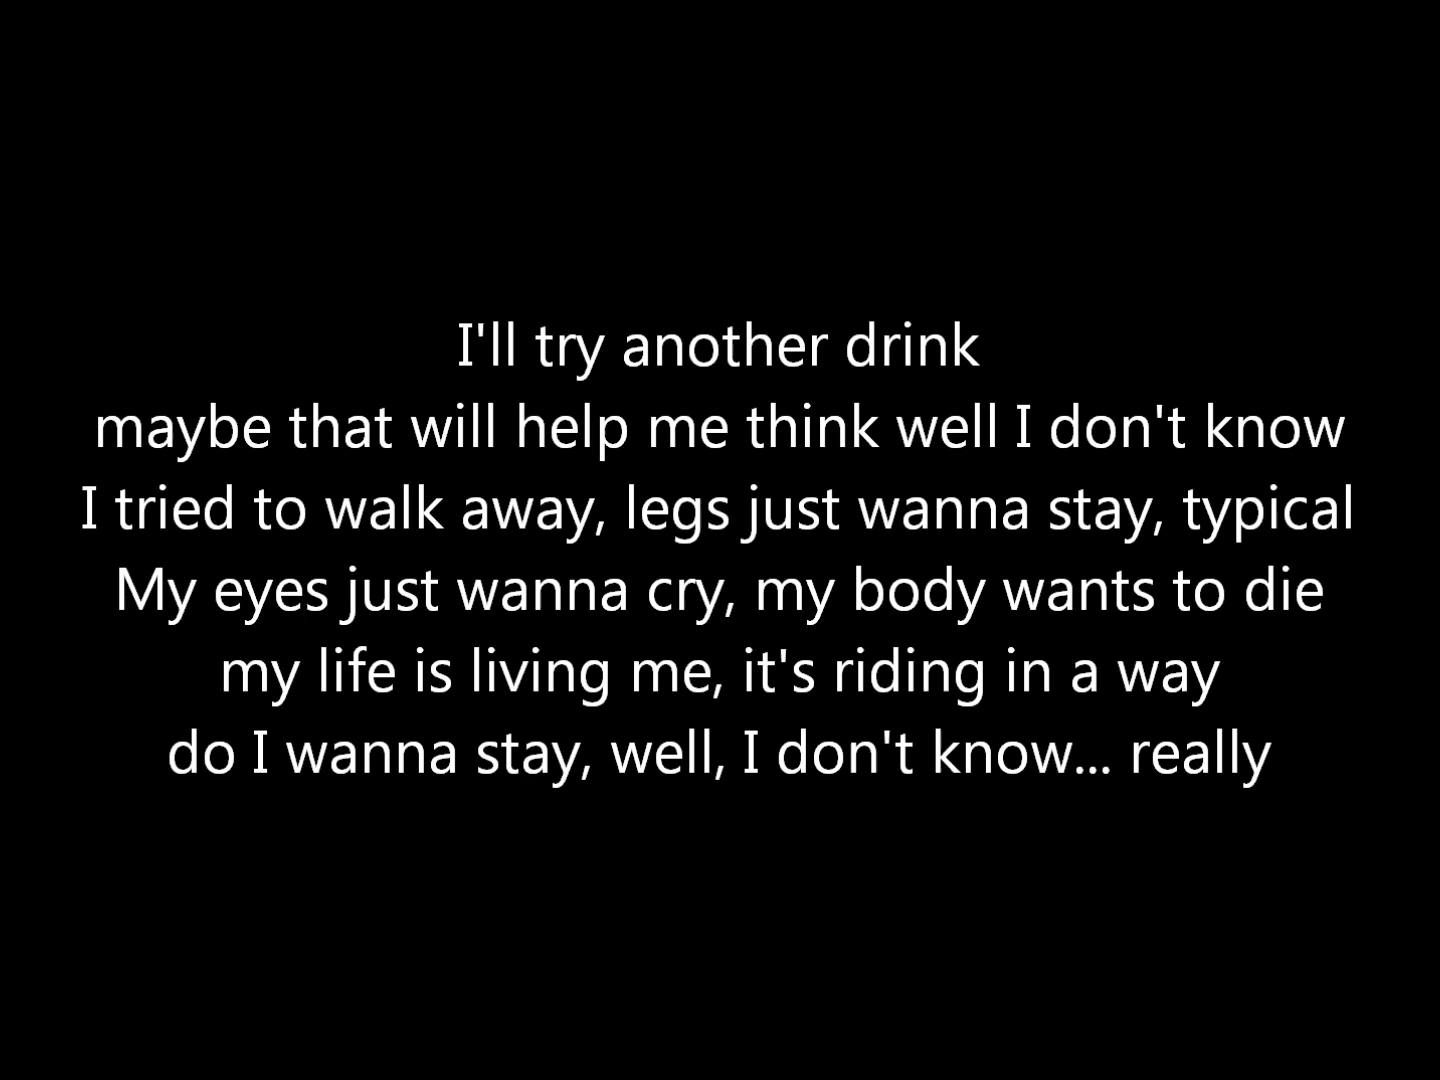 I'll try another drink
maybe that will help me think well I don't know
I tried to walk away, legs just wanna stay, typical
My eyes just wanna cry, my body wants to die
my life is living me, it's riding in a way
do I wanna stay, well, I don't know... really